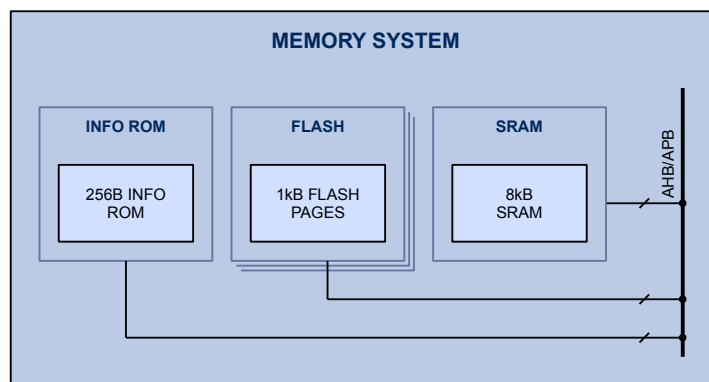 MEMORY SYSTEM
INFO ROM
FLASH
SRAM
256B INFO
ROM
1kB FLASH
PAGES
8kB
SRAM
AHB/APB